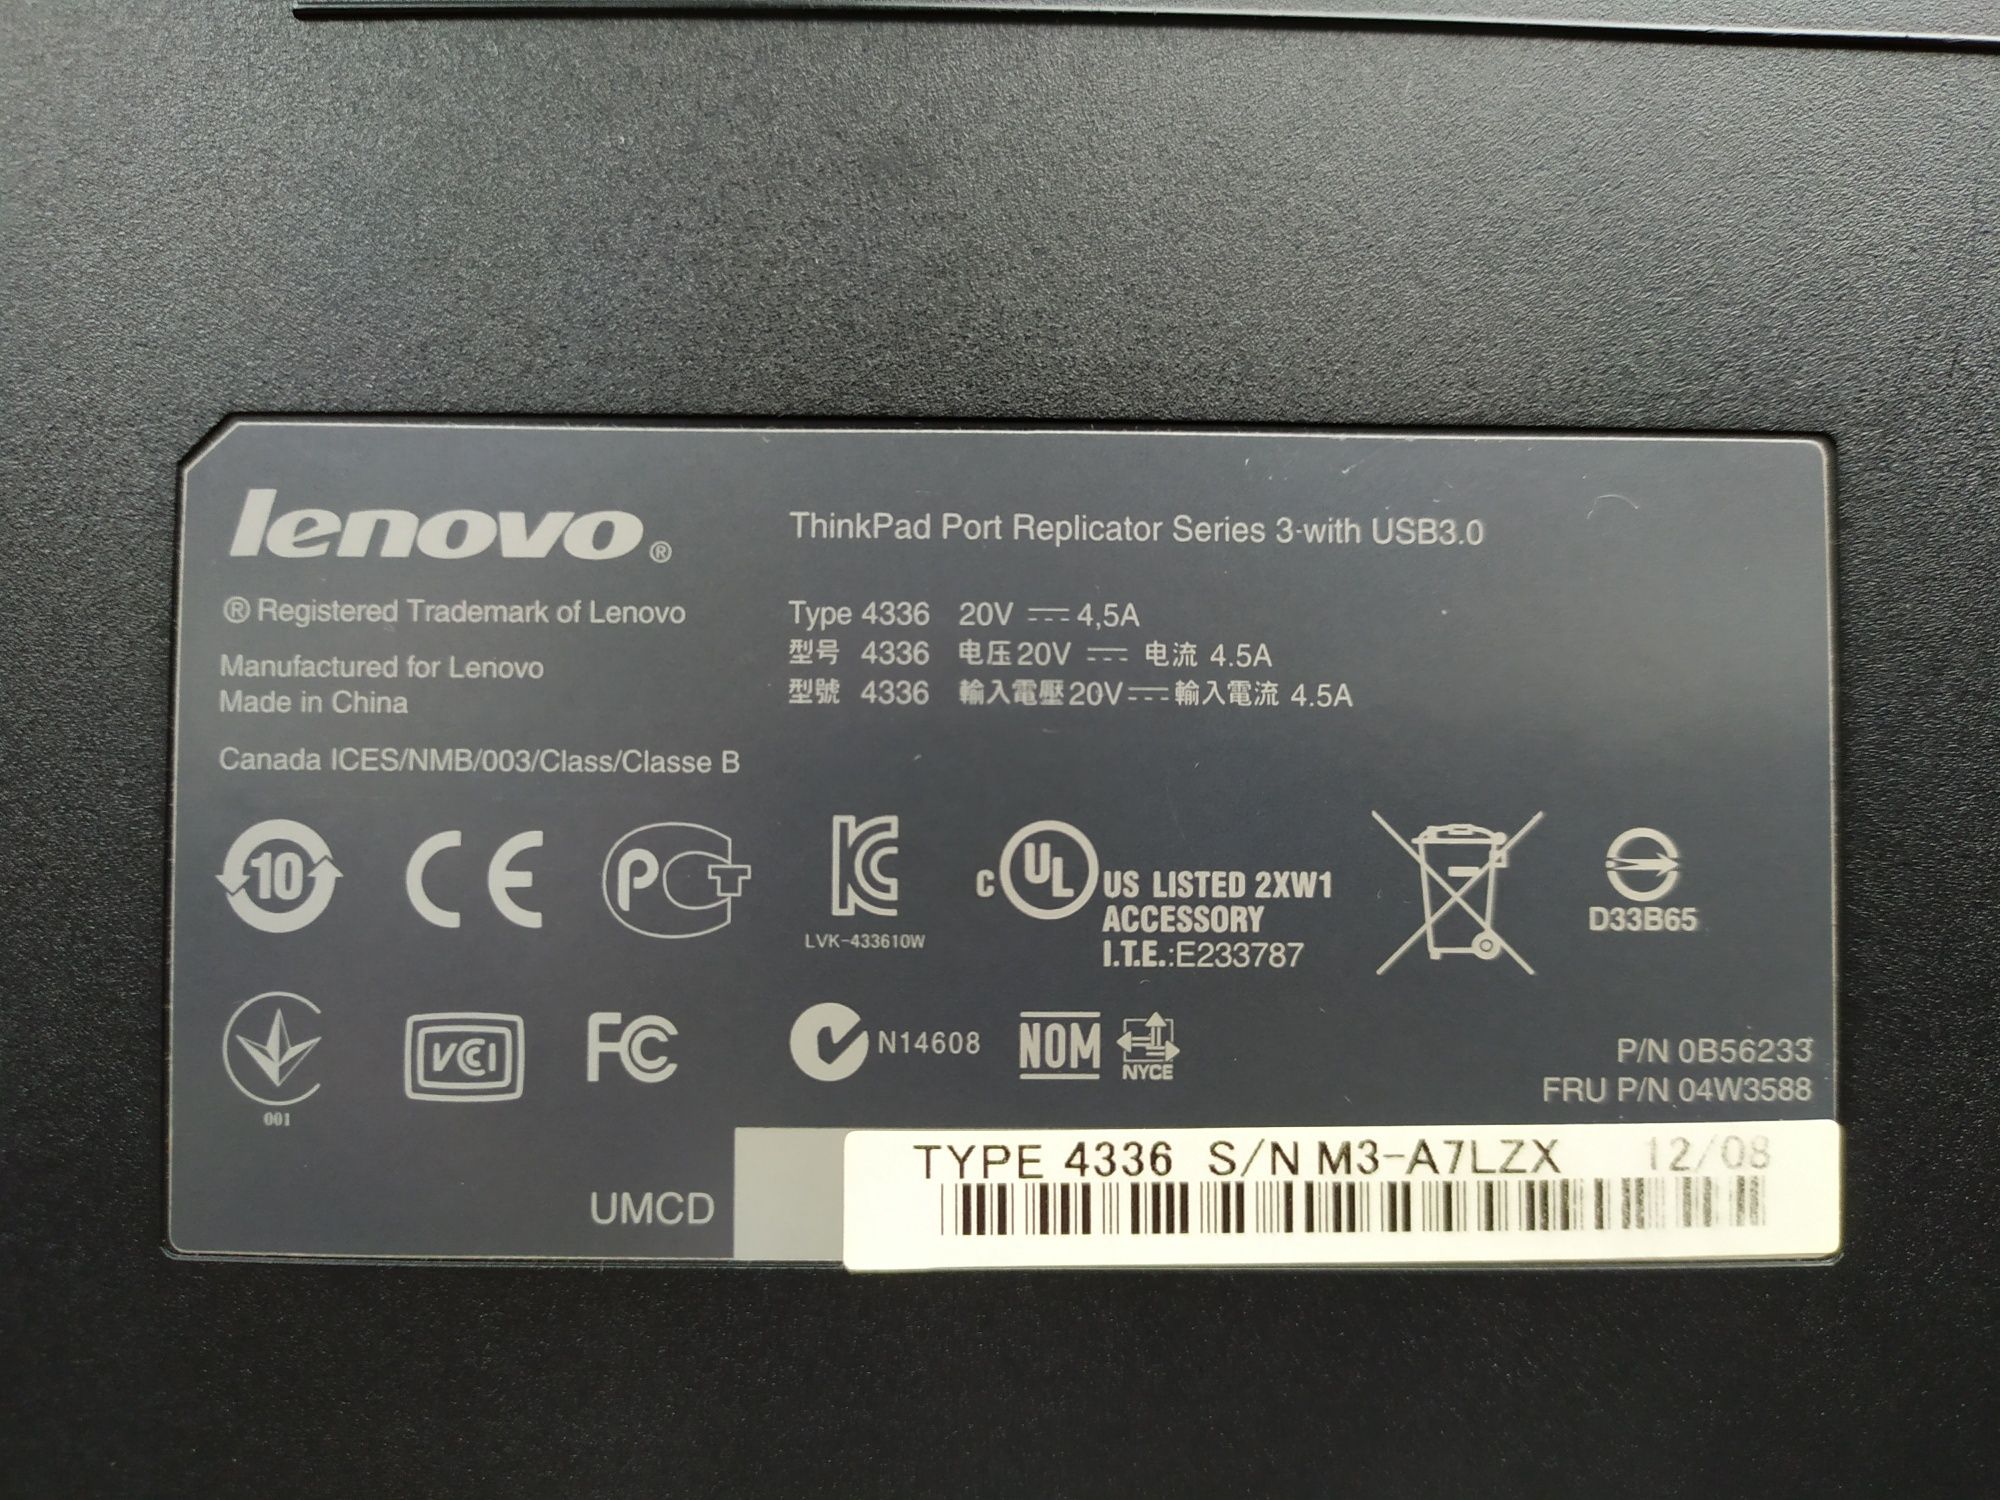 lenovo®
® Registered Trademark of Lenovo
Manufactured for Lenovo
Made in China
Canada ICES/NMB/003/Class/Classe B
ThinkPad Port Replicator Series 3-with USB3.0
Type 4336 20V ⎓ 4,5A
型号 4336 电压20V ⎓ 电流 4.5A
型號 4336 輸入電壓20V ⎓ 輸入電流 4.5A
10
CE
PCT
KC
LVK-433610W
C UL US LISTED 2XW1
ACCESSORY
I.T.E.:E233787
D33B65
001
VCI
FC
N14608
NOM
NYCE
P/N 0B56233
FRU P/N 04W3588
UMCD
TYPE 4336 S/N M3-A7LZX 12/08